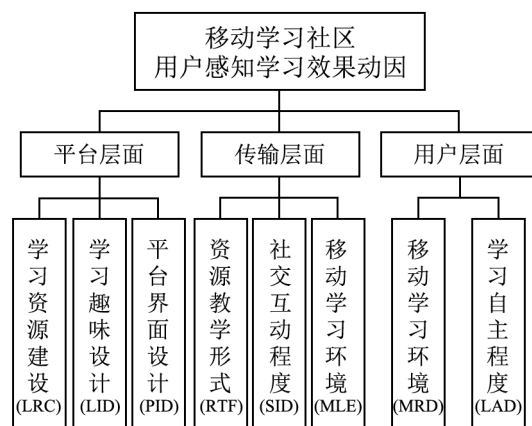 移动学习社区
用户感知学习效果动因
平台层面
传输层面
用户层面
学习资源建设(LRC)
学习趣味设计(LID)
平台界面设计(PID)
资源教学形式(RTF)
社交互动程度(SID)
移动学习环境(MLE)
移动学习环境(MRD)
学习自主程度(LAD)